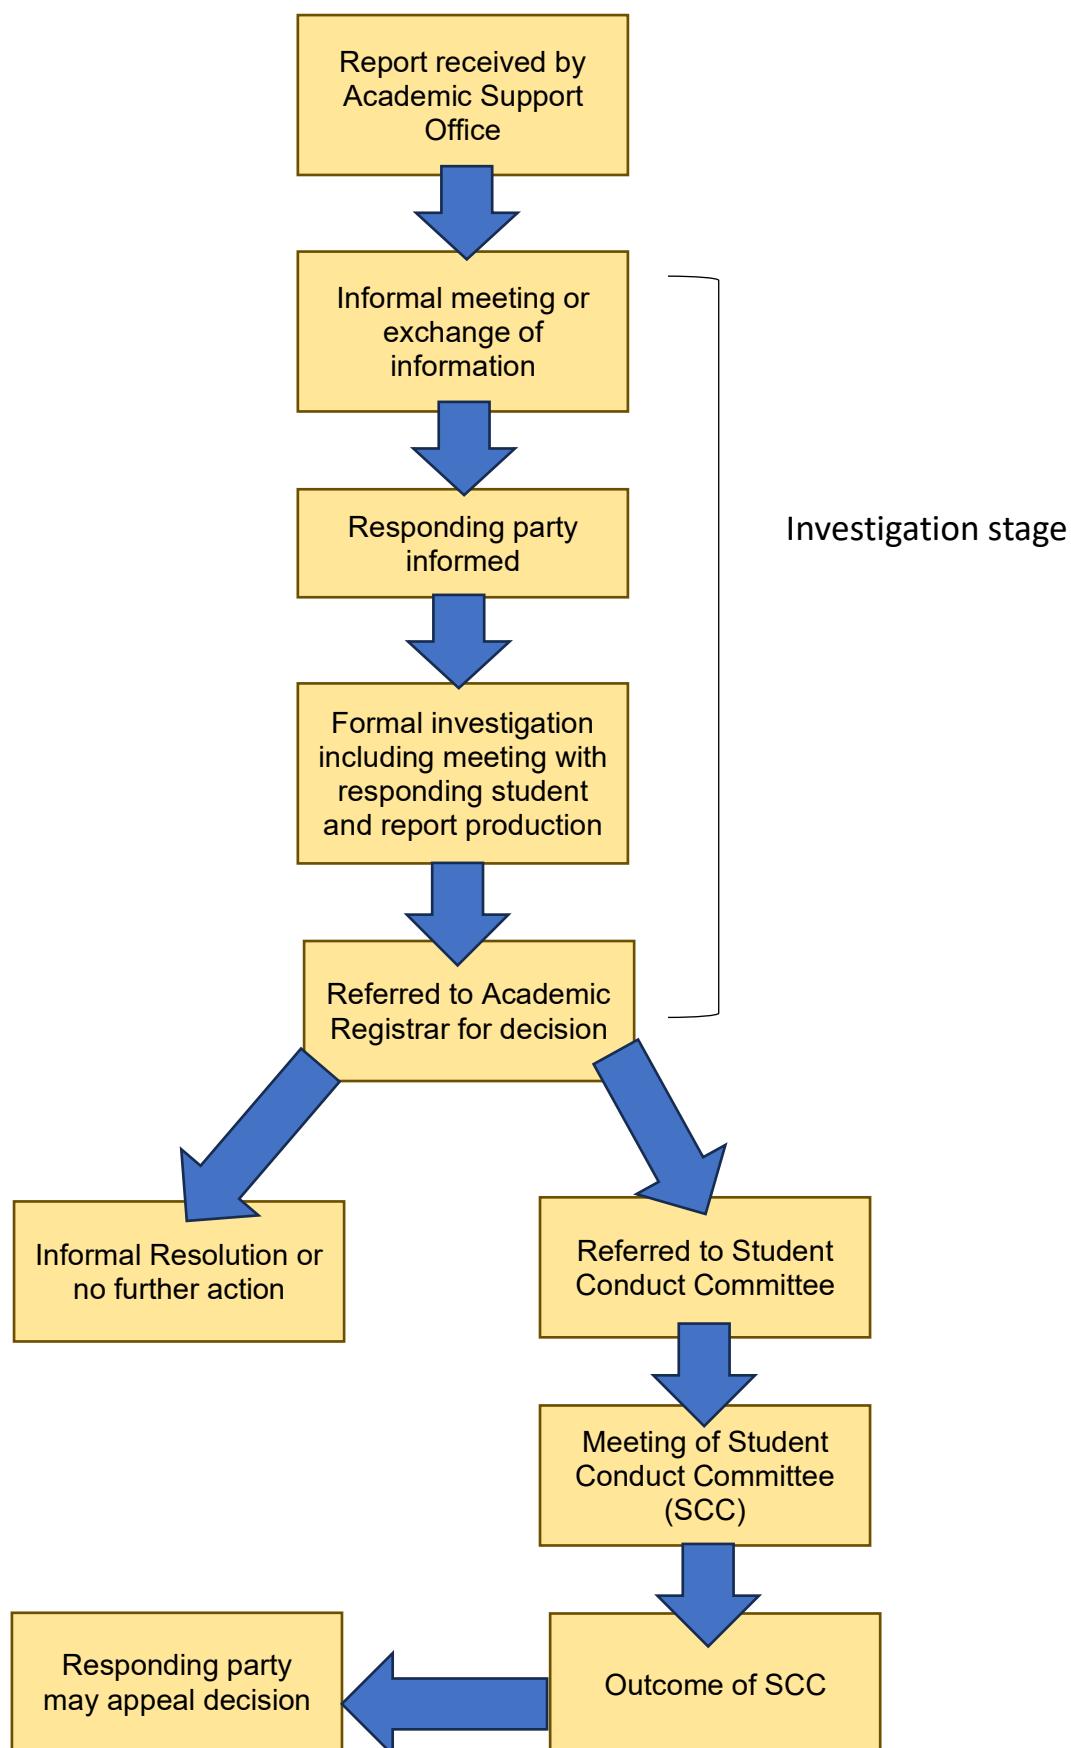 Report received by
Academic Support
Office
Informal meeting or
exchange of
information
Responding party
informed
Investigation stage
Formal investigation
including meeting with
responding student
and report production
Referred to Academic
Registrar for decision
Informal Resolution or
no further action
Referred to Student
Conduct Committee
Meeting of Student
Conduct Committee
(SCC)
Outcome of SCC
Responding party
may appeal decision